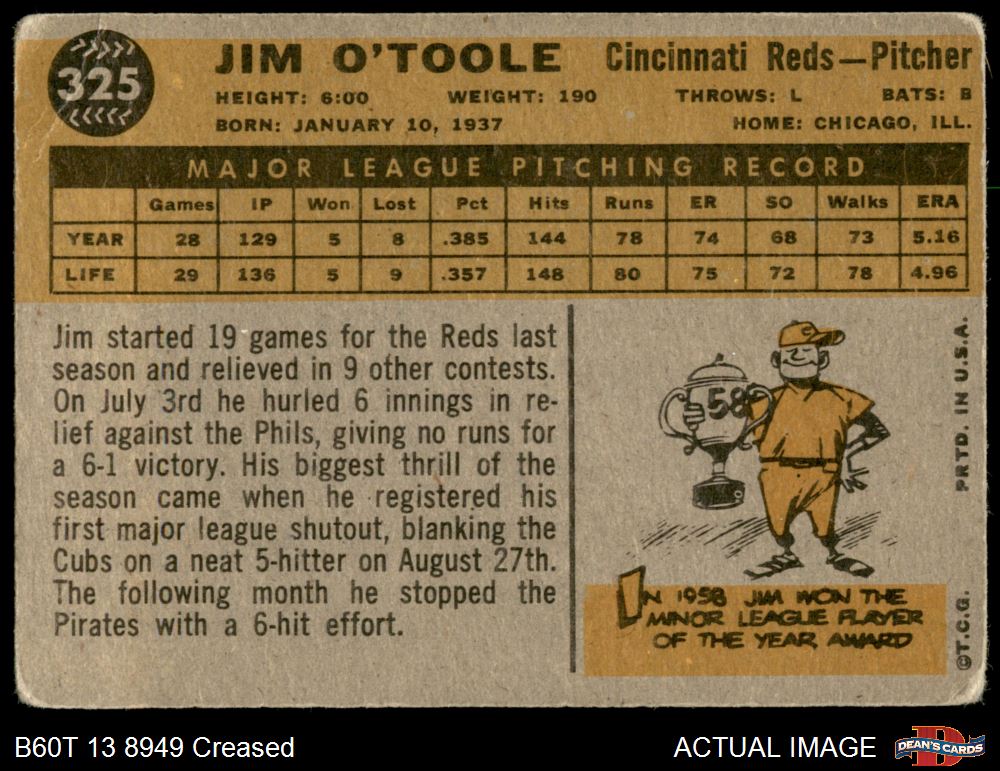 325
JIM O'TOOLE Cincinnati Reds—Pitcher
HEIGHT: 6:00 WEIGHT: 190 THROWS: L BATS: B
BORN: JANUARY 10, 1937 HOME: CHICAGO, ILL.
MAJOR LEAGUE PITCHING RECORD
Games IP Won Lost Pct Hits Runs ER SO Walks ERA
YEAR 28 129 5 8 .385 144 78 74 68 73 5.16
LIFE 29 136 5 9 .357 148 80 75 72 78 4.96
Jim started 19 games for the Reds last
season and relieved in 9 other contests.
On July 3rd he hurled 6 innings in re-
lief against the Phils, giving no runs for
a 6-1 victory. His biggest thrill of the
season came when he registered his
first major league shutout, blanking the
Cubs on a neat 5-hitter on August 27th.
The following month he stopped the
Pirates with a 6-hit effort.
58
IN 1958 JIM WON THE
MINOR LEAGUE PLAYER
OF THE YEAR AWARD
©T.C.G. PRTD. IN U.S.A.
B60T 13 8949 Creased
ACTUAL IMAGE
D
DEAN'S CARDS